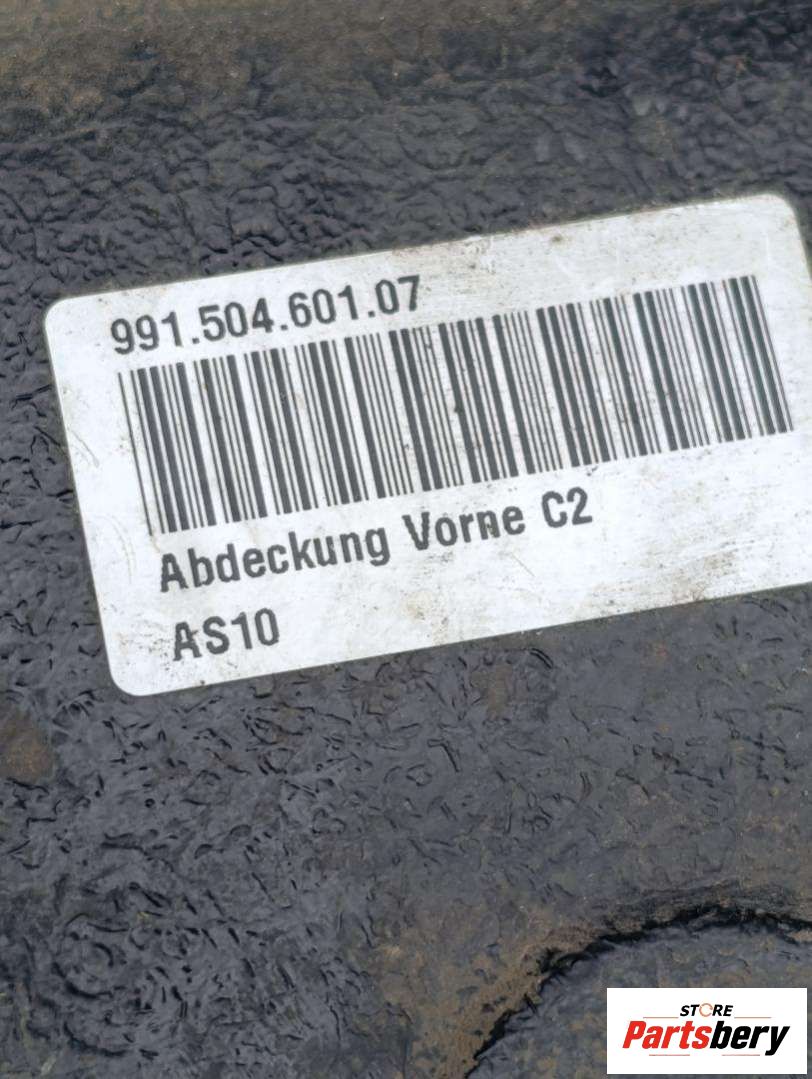 991.504.601.07
Abdeckung Vorne C2
AS10
STORE
Partsbery